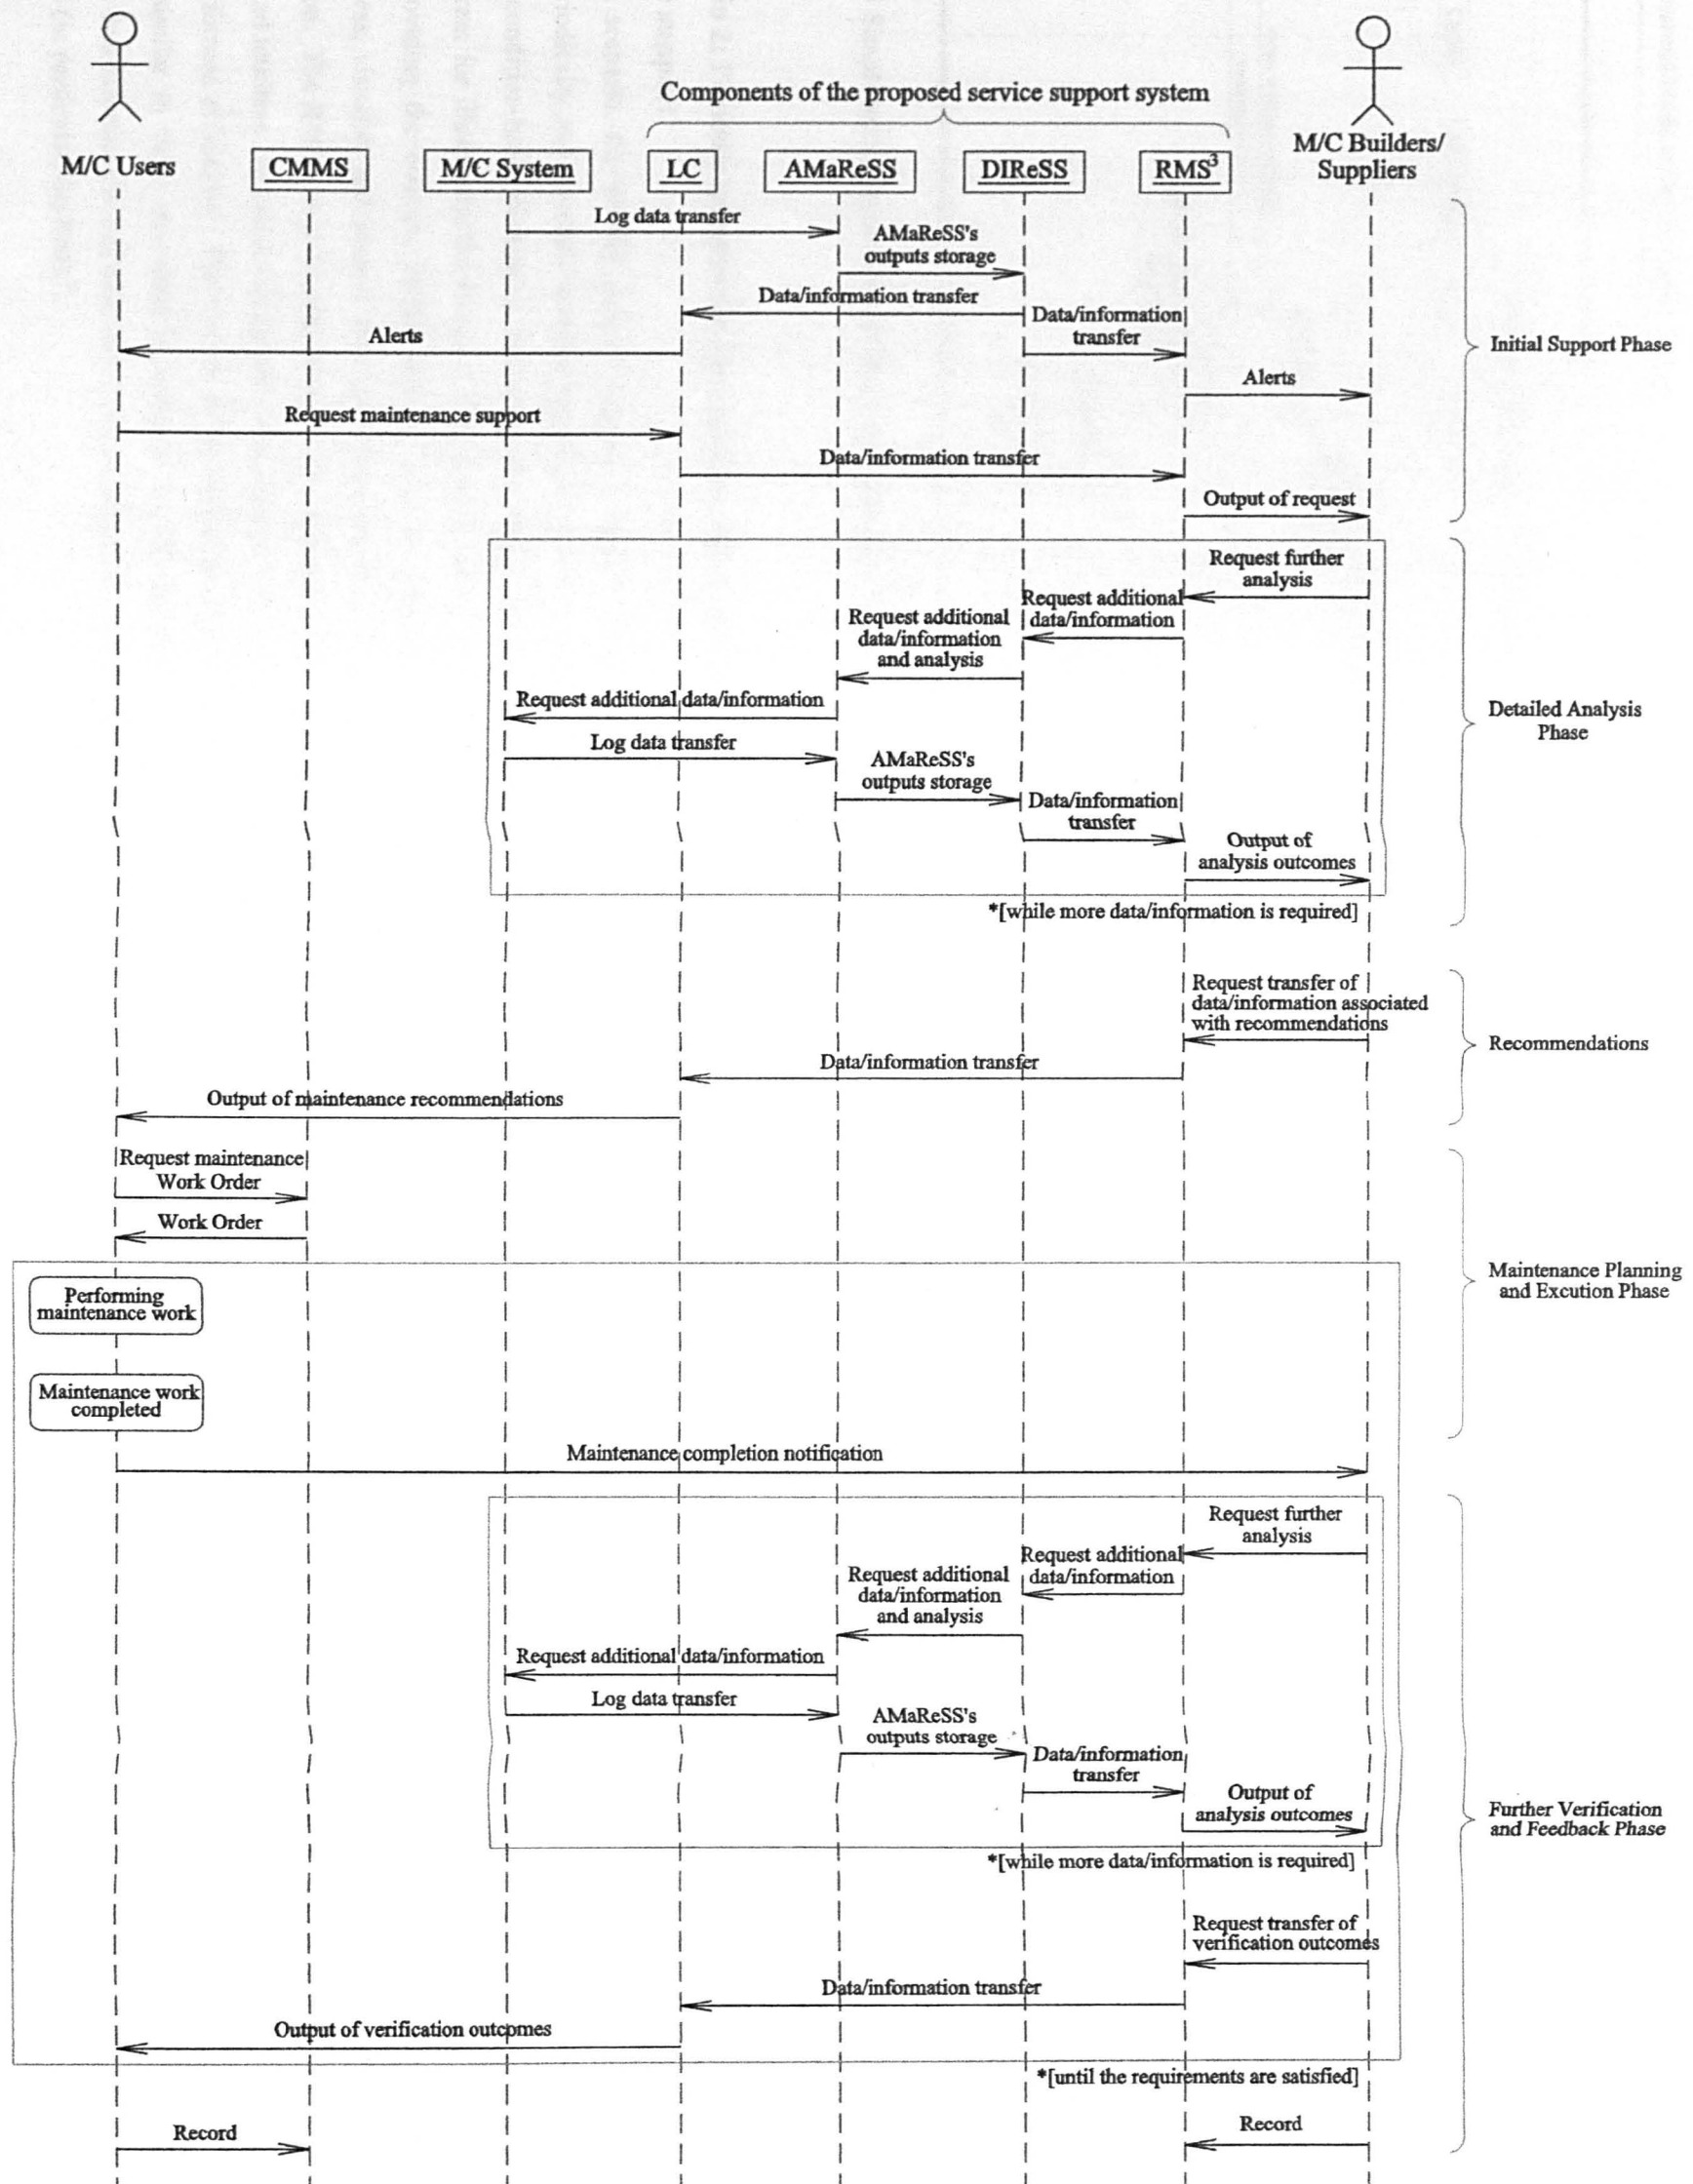 Components of the proposed service support system
M/C Users
CMMS
M/C System
LC
AMaReSS
DIReSS
RMS³
M/C Builders/
Suppliers
Log data transfer
AMaReSS's
outputs storage
Data/information transfer
Data/information
transfer
Alerts
Alerts
Request maintenance support
Data/information transfer
Output of request
Initial Support Phase
Request further
analysis
Request additional
data/information
Request additional
data/information
and analysis
Request additional data/information
Log data transfer
AMaReSS's
outputs storage
Data/information
transfer
Output of
analysis outcomes
*[while more data/information is required]
Detailed Analysis
Phase
Request transfer of
data/information associated
with recommendations
Data/information transfer
Output of maintenance recommendations
Recommendations
Request maintenance
Work Order
Work Order
Performing
maintenance work
Maintenance work
completed
Maintenance completion notification
Maintenance Planning
and Excution Phase
Request further
analysis
Request additional
data/information
Request additional
data/information
and analysis
Request additional data/information
Log data transfer
AMaReSS's
outputs storage
Data/information
transfer
Output of
analysis outcomes
*[while more data/information is required]
Request transfer of
verification outcomes
Data/information transfer
Output of verification outcomes
*[until the requirements are satisfied]
Record
Record
Further Verification
and Feedback Phase